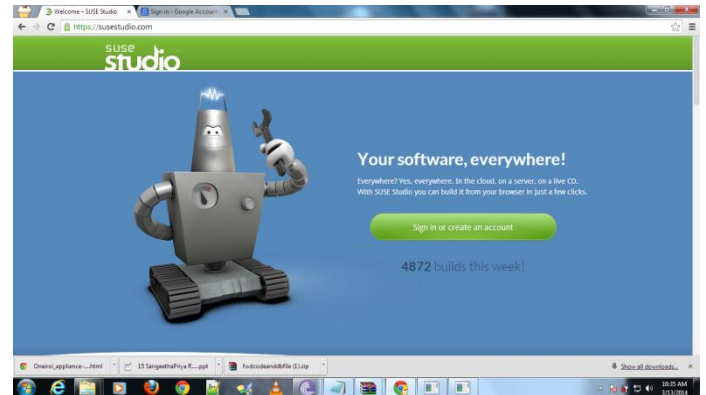 Welcome – SUSE Studio
Sign in - Google Account
https://susestudio.com
suse
studio
Your software, everywhere!
Everywhere? Yes, everywhere. In the cloud, on a server, on a live CD.
With SUSE Studio you can build it from your browser in just a few clicks.
Sign in or create an account
4872 builds this week!
Oneiroi_appliance-....html
15 SangeethaPriya R.....ppt
fwdcodeanddbfile (1).zip
Show all downloads...
10:35 AM
3/13/2014